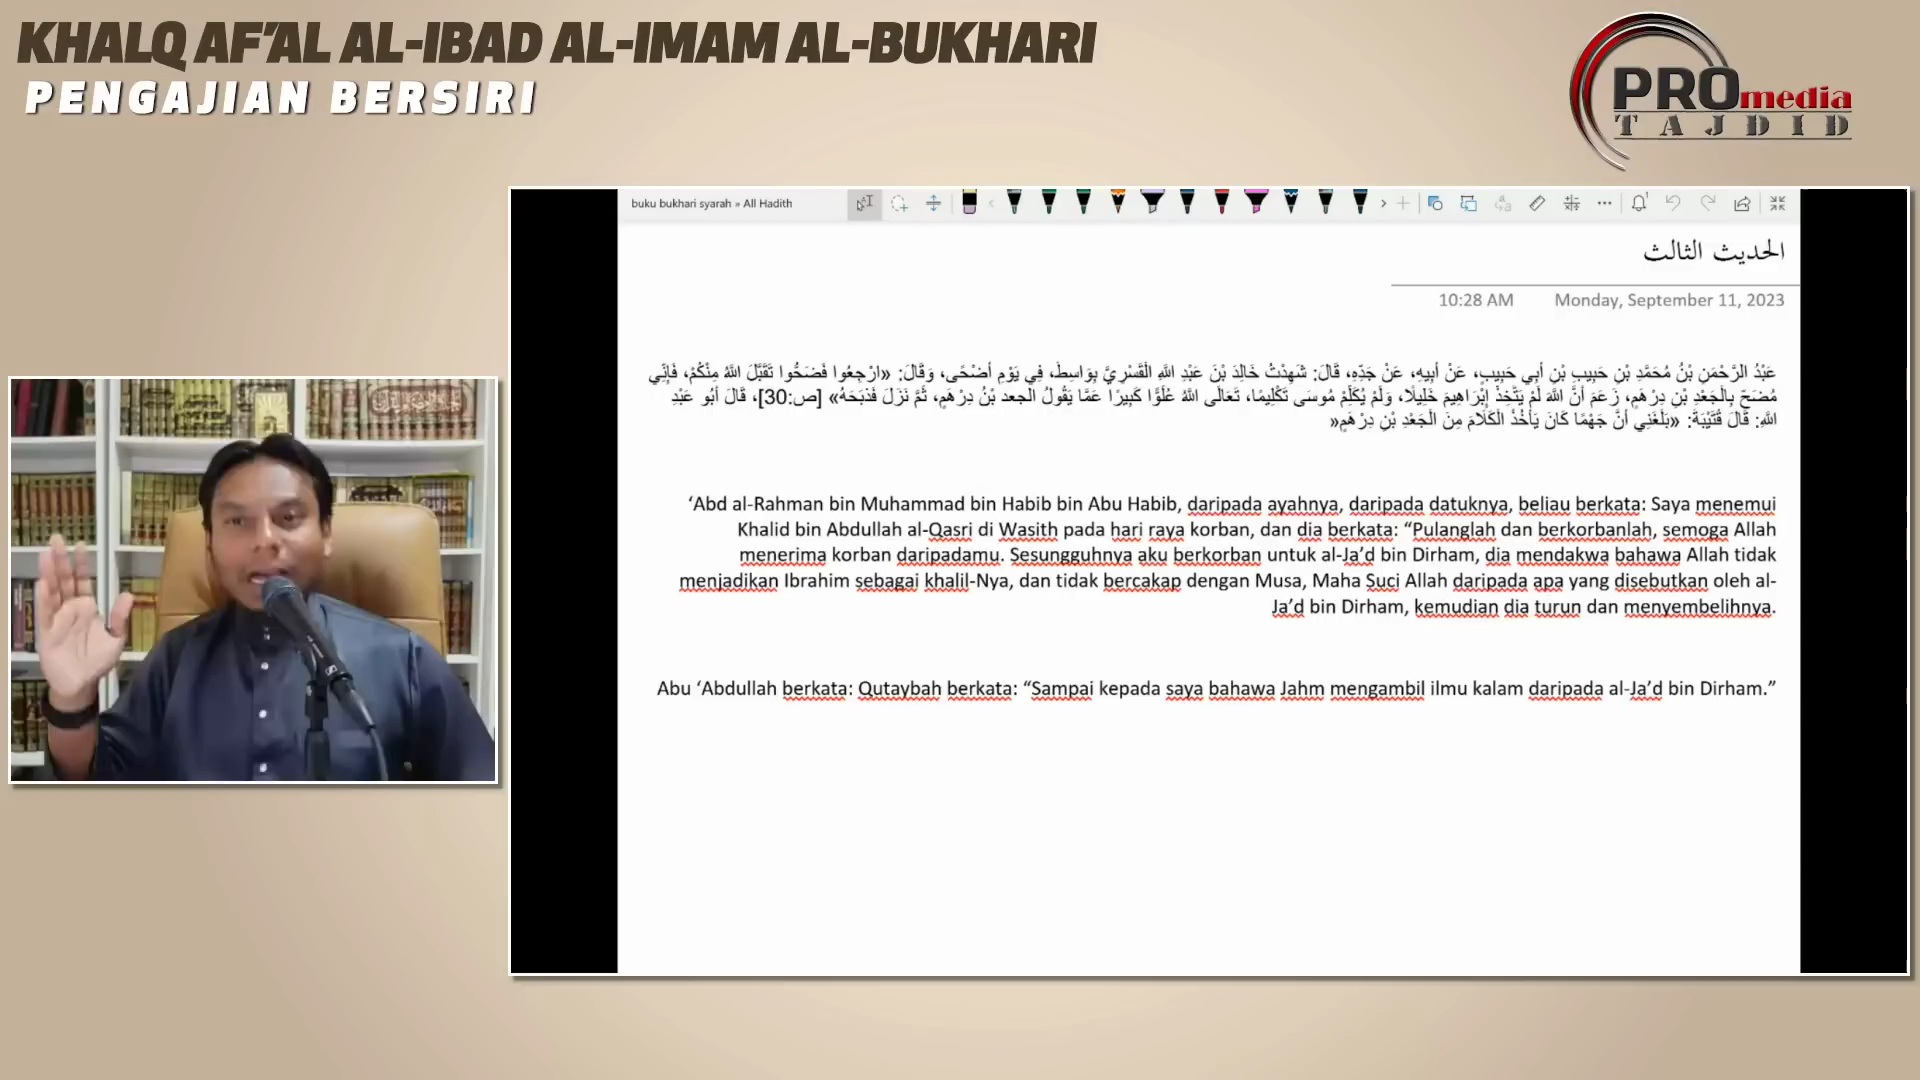 KHALQ AF'AL AL-IBAD AL-IMAM AL-BUKHARI
PENGAJIAN BERSIRI
PROmedia
TAJDID
buku bukhari syarah » All Hadith
الحديث الثالث
10:28 AM Monday, September 11, 2023
عَبْدُ الرَّحْمَنِ بْنُ مُحَمَّدِ بْنِ حَبِيبِ بْنِ أَبِي حَبِيبٍ، عَنْ أَبِيهِ، عَنْ جَدِّهِ، قَالَ: شَهِدْتُ خَالِدَ بْنَ عَبْدِ اللَّهِ الْقَسْرِيَّ بِوَاسِطَ، فِي يَوْمِ أَضْحًى، وَقَالَ: «ارْجِعُوا فَضَحُّوا تَقَبَّلَ اللَّهُ مِنْكُمْ، فَإِنِّي
مُضَحٍّ بِالْجَعْدِ بْنِ دِرْهَمٍ، زَعَمَ أَنَّ اللَّهَ لَمْ يَتَّخِذْ إِبْرَاهِيمَ خَلِيلًا، وَلَمْ يُكَلِّمْ مُوسَى تَكْلِيمًا، تَعَالَى اللَّهُ عُلُوًّا كَبِيرًا عَمَّا يَقُولُ الْجعد بْنُ دِرْهَمٍ، ثُمَّ نَزَلَ فَذَبَحَهُ» [ص:30]، قَالَ أَبُو عَبْدِ
اللَّهِ: قَالَ قُتَيْبَةُ: «بَلَغَنِي أَنَّ جَهْمًا كَانَ يَأْخُذُ الْكَلَامَ مِنَ الْجَعْدِ بْنِ دِرْهَمٍ»
‘Abd al-Rahman bin Muhammad bin Habib bin Abu Habib, daripada ayahnya, daripada datuknya, beliau berkata: Saya menemui
Khalid bin Abdullah al-Qasri di Wasith pada hari raya korban, dan dia berkata: “Pulanglah dan berkorbanlah, semoga Allah
menerima korban daripadamu. Sesungguhnya aku berkorban untuk al-Ja’d bin Dirham, dia mendakwa bahawa Allah tidak
menjadikan Ibrahim sebagai khalil-Nya, dan tidak bercakap dengan Musa, Maha Suci Allah daripada apa yang disebutkan oleh al-
Ja’d bin Dirham, kemudian dia turun dan menyembelihnya.
Abu ‘Abdullah berkata: Qutaybah berkata: “Sampai kepada saya bahawa Jahm mengambil ilmu kalam daripada al-Ja’d bin Dirham.”